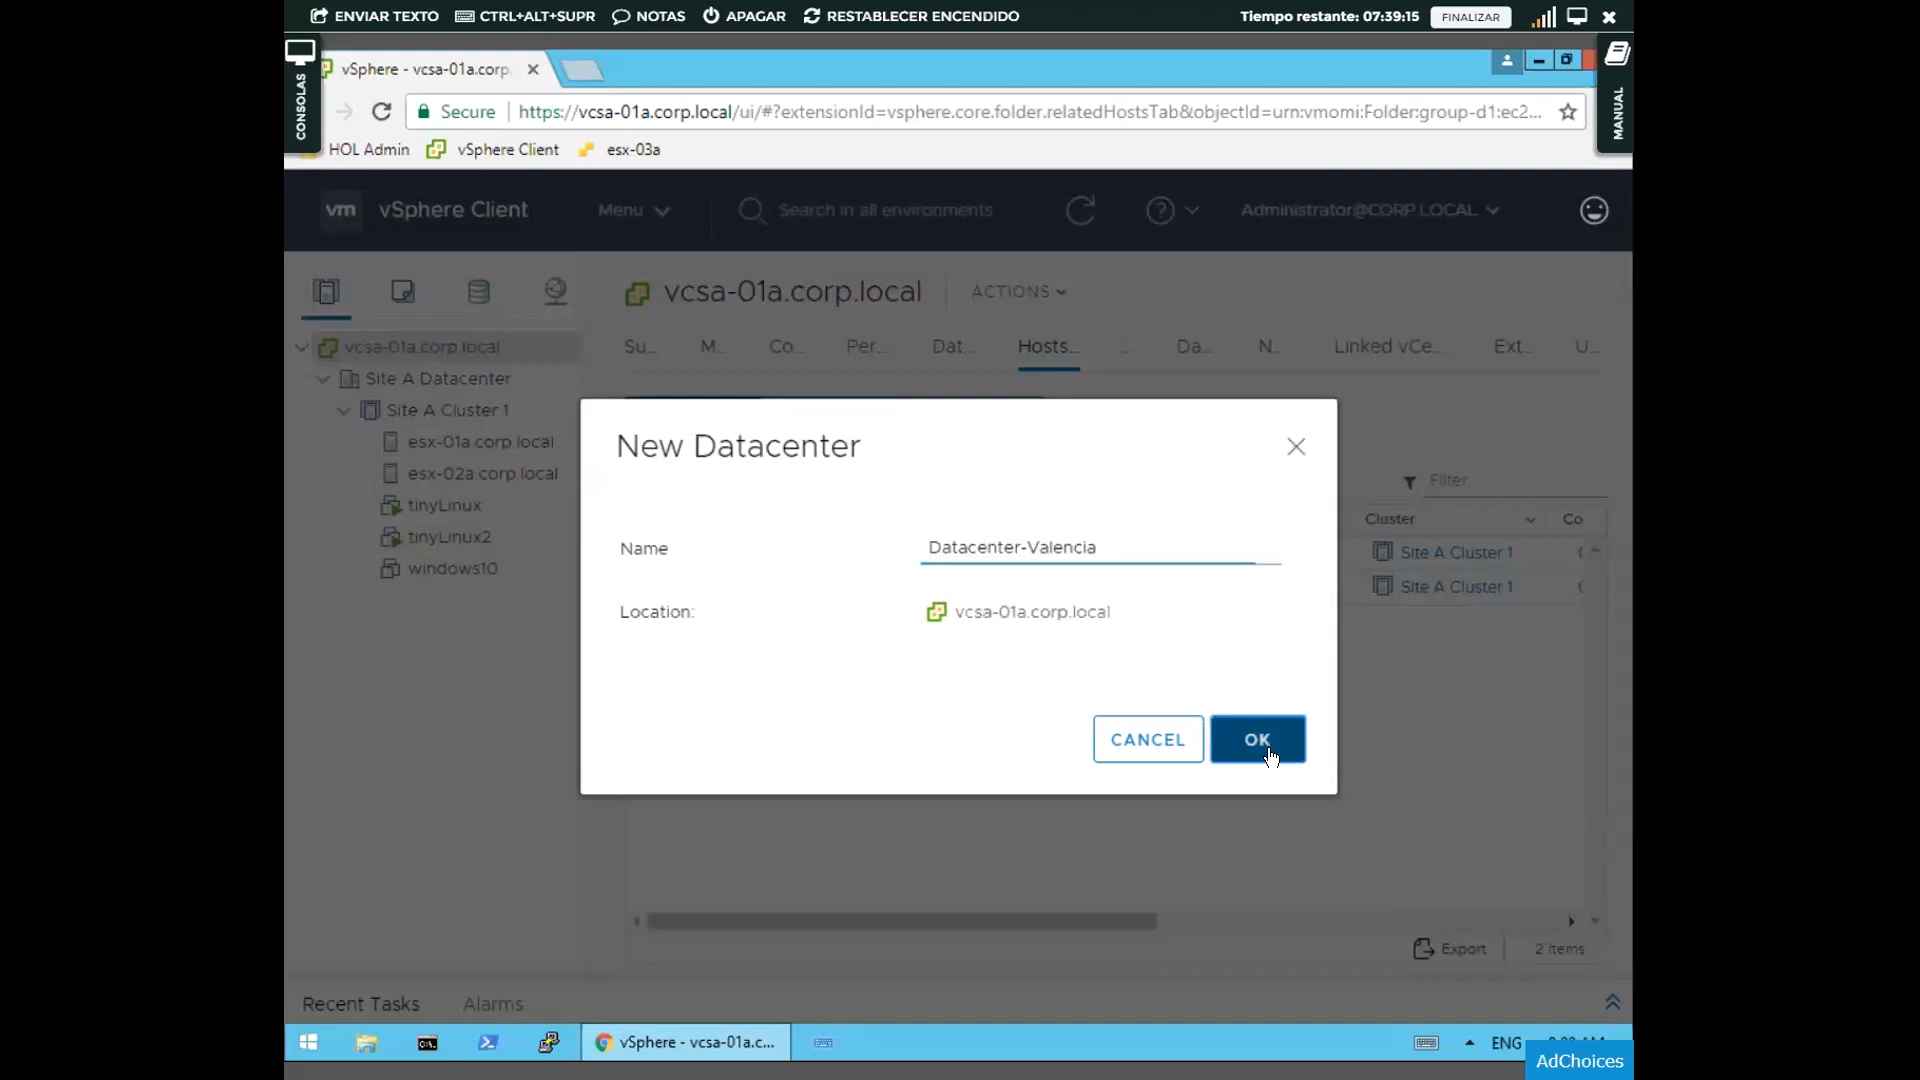 ENVIAR TEXTO CTRL+ALT+SUPR NOTAS APAGAR RESTABLECER ENCENDIDO Tiempo restante: 07:39:15 FINALIZAR
CONSOLAS
MANUAL
vSphere - vcsa-01a.corp.
Secure https://vcsa-01a.corp.local/ui/#?extensionId=vsphere.core.folder.relatedHostsTab&objectId=urn:vmomi:Folder:group-d1:ec2...
HOL Admin vSphere Client esx-03a
vm vSphere Client Menu Search in all environments Administrator@CORP.LOCAL
vcsa-01a.corp.local ACTIONS
Su... M... Co... Per... Dat... Hosts... ... Da... N... Linked vCe... Ext... U...
vcsa-01a.corp.local
Site A Datacenter
Site A Cluster 1
esx-01a.corp.local
esx-02a.corp.local
tinyLinux
tinyLinux2
windows10
New Datacenter
Name Datacenter-Valencia
Location: vcsa-01a.corp.local
CANCEL OK
Filter
Cluster Co
Site A Cluster 1
Site A Cluster 1
Export 2 items
Recent Tasks Alarms
vSphere - vcsa-01a.c... ENG
AdChoices